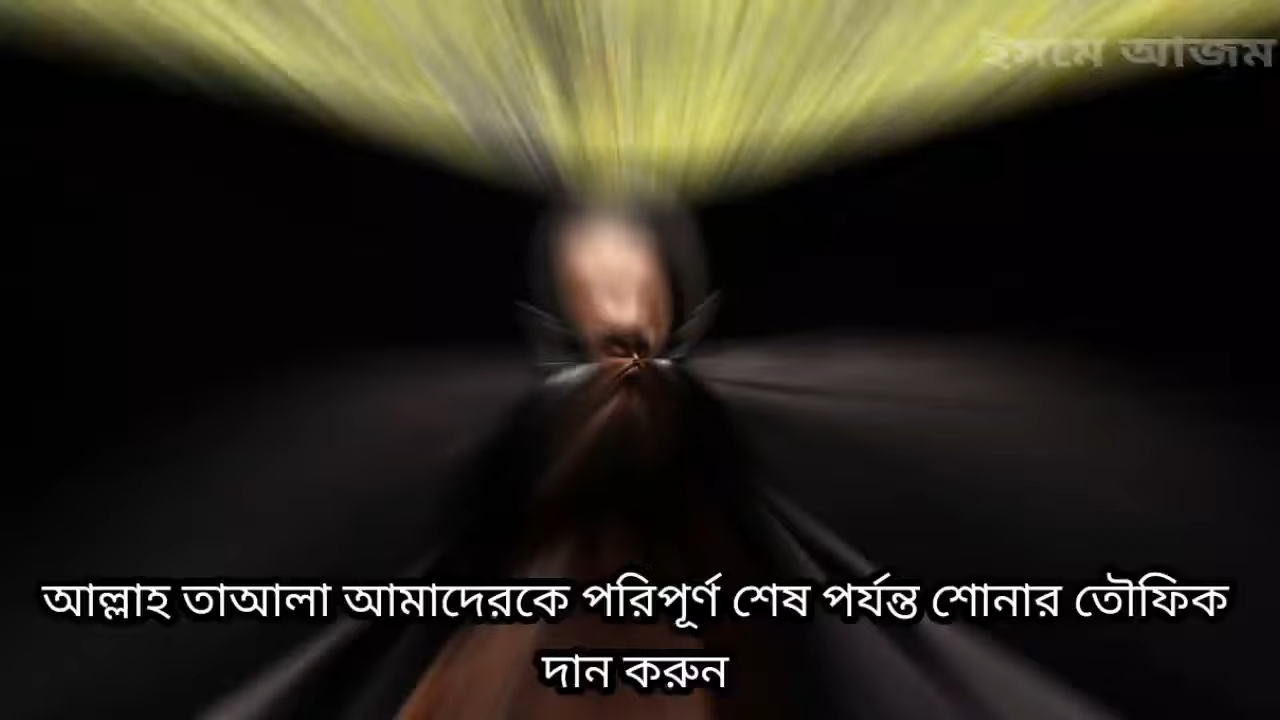 ইসমে আজম
আল্লাহ তাআলা আমাদেরকে পরিপূর্ণ শেষ পর্যন্ত শোনার তৌফিক
দান করুন